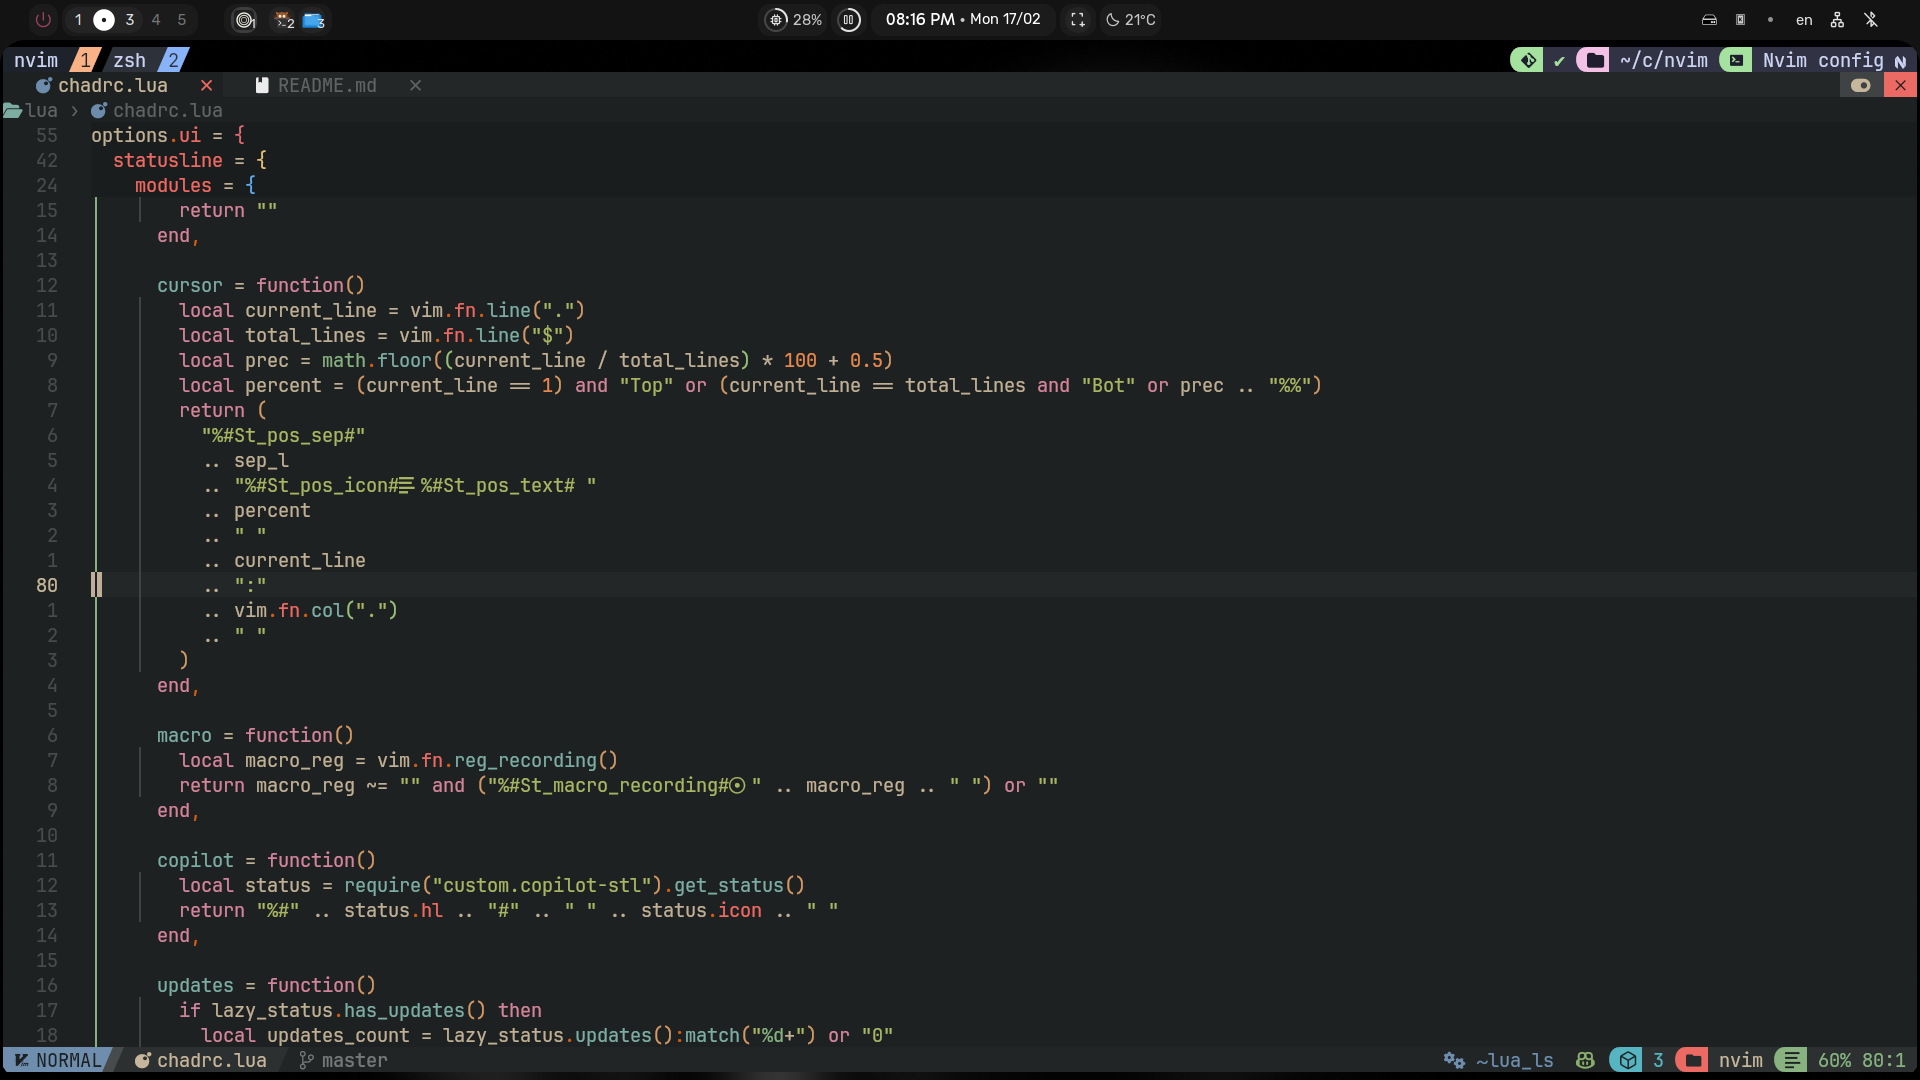 1 3 4 5 1 2 3 28% 08:16 PM • Mon 17/02 21°C en
nvim 1 zsh 2 ✔ ~/c/nvim Nvim config
chadrc.lua × README.md ×
lua › chadrc.lua
55 options.ui = {
42 statusline = {
24 modules = {
15 return ""
14 end,
13
12 cursor = function()
11 local current_line = vim.fn.line(".")
10 local total_lines = vim.fn.line("$")
9 local prec = math.floor((current_line / total_lines) * 100 + 0.5)
8 local percent = (current_line == 1) and "Top" or (current_line == total_lines and "Bot" or prec .. "%%")
7 return (
6 "%#St_pos_sep#"
5 .. sep_l
4 .. "%#St_pos_icon# %#St_pos_text# "
3 .. percent
2 .. " "
1 .. current_line
80 .. ":"
1 .. vim.fn.col(".")
2 .. " "
3 )
4 end,
5
6 macro = function()
7 local macro_reg = vim.fn.reg_recording()
8 return macro_reg ~= "" and ("%#St_macro_recording# " .. macro_reg .. " ") or ""
9 end,
10
11 copilot = function()
12 local status = require("custom.copilot-stl").get_status()
13 return "%#" .. status.hl .. "#" .. " " .. status.icon .. " "
14 end,
15
16 updates = function()
17 if lazy_status.has_updates() then
18 local updates_count = lazy_status.updates():match("%d+") or "0"
NORMAL chadrc.lua master ~lua_ls 3 nvim 60% 80:1